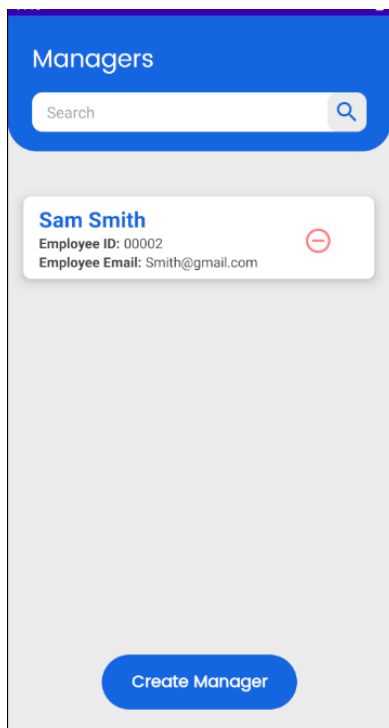 Managers
Search
Sam Smith
Employee ID: 00002
Employee Email: Smith@gmail.com
Create Manager